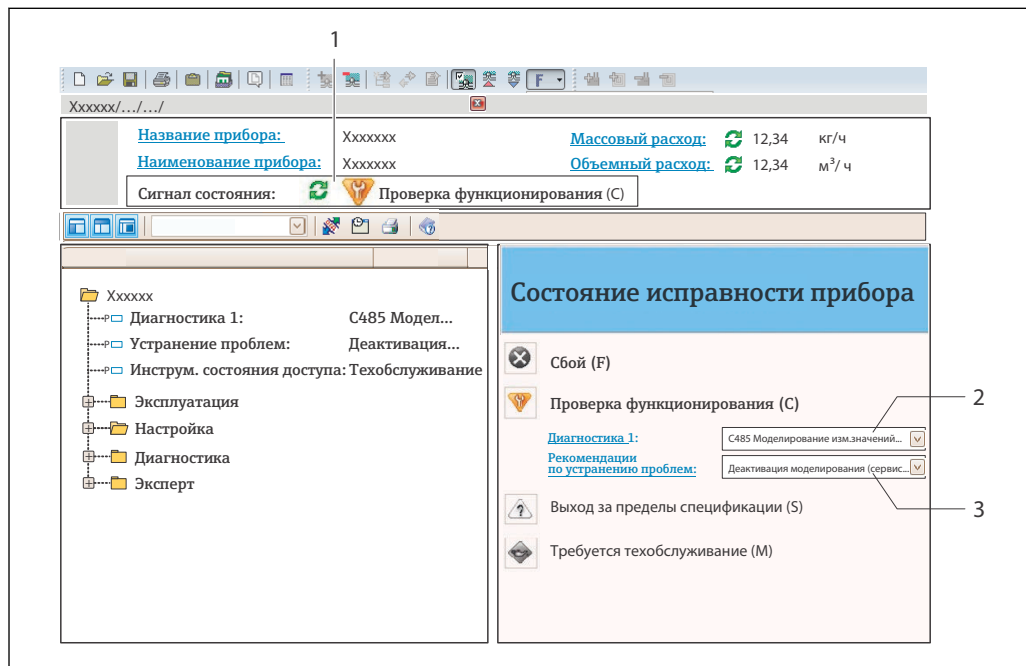 1
F
Xxxxxx/.../.../
Название прибора: Xxxxxxx Массовый расход: 12,34 кг/ч
Наименование прибора: Xxxxxxx Объемный расход: 12,34 м³/ ч
Сигнал состояния: Проверка функционирования (C)
Xxxxxx
Диагностика 1: C485 Модел...
Устранение проблем: Деактивация...
Инструм. состояния доступа: Техобслуживание
Эксплуатация
Настройка
Диагностика
Эксперт
Состояние исправности прибора
Сбой (F)
Проверка функционирования (C)
2
Диагностика 1: C485 Моделирование изм.значений...
Рекомендации
по устранению проблем: Деактивация моделирования (сервис...
3
Выход за пределы спецификации (S)
Требуется техобслуживание (M)